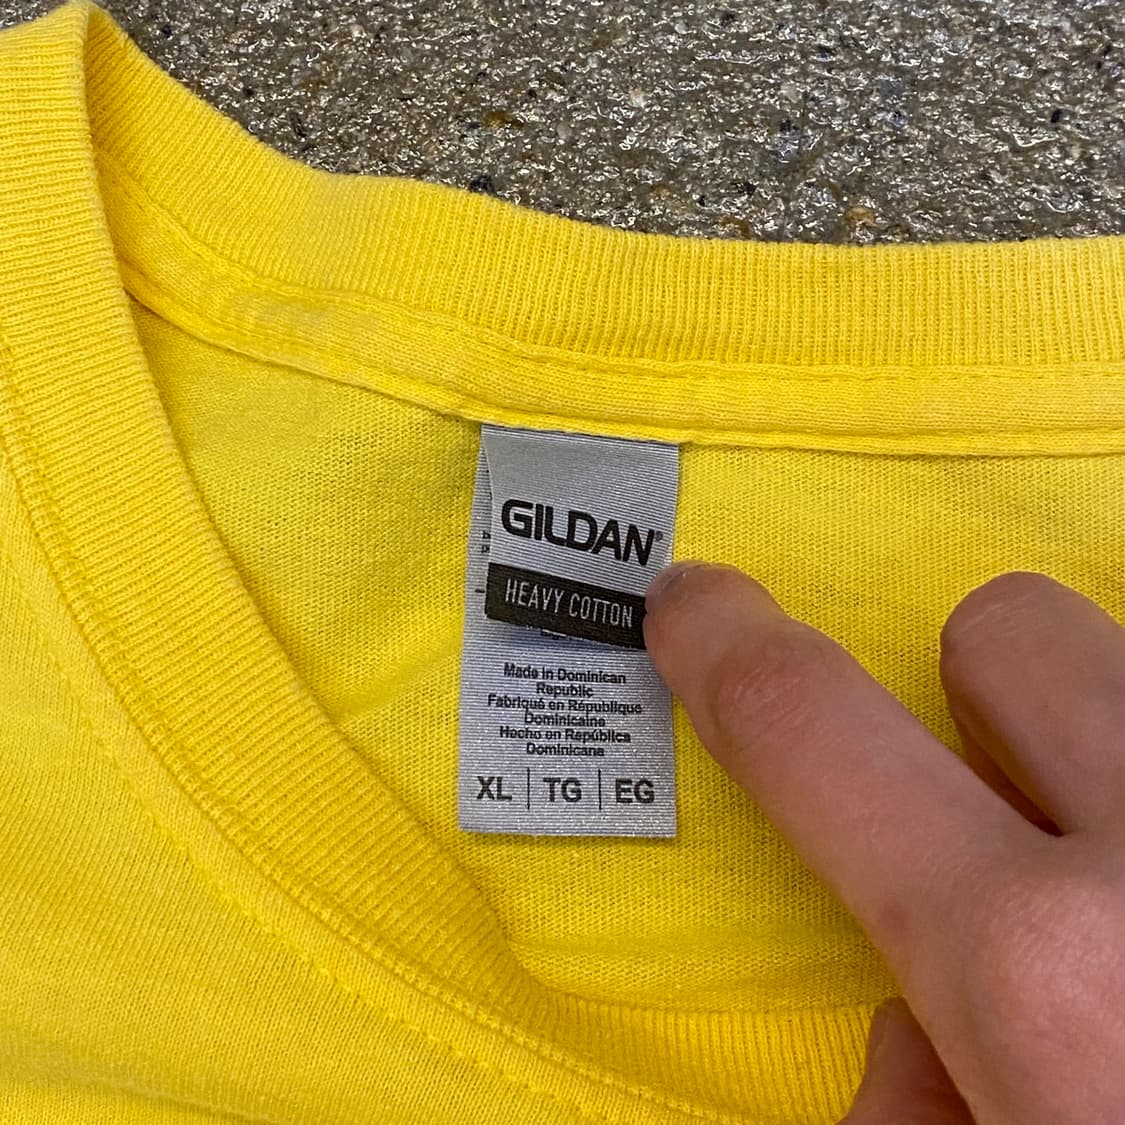 GILDAN®
HEAVY COTTON
Made in Dominican
Republic
Fabriqué en République
Dominicaine
Hecho en República
Dominicana
XL | TG | EG